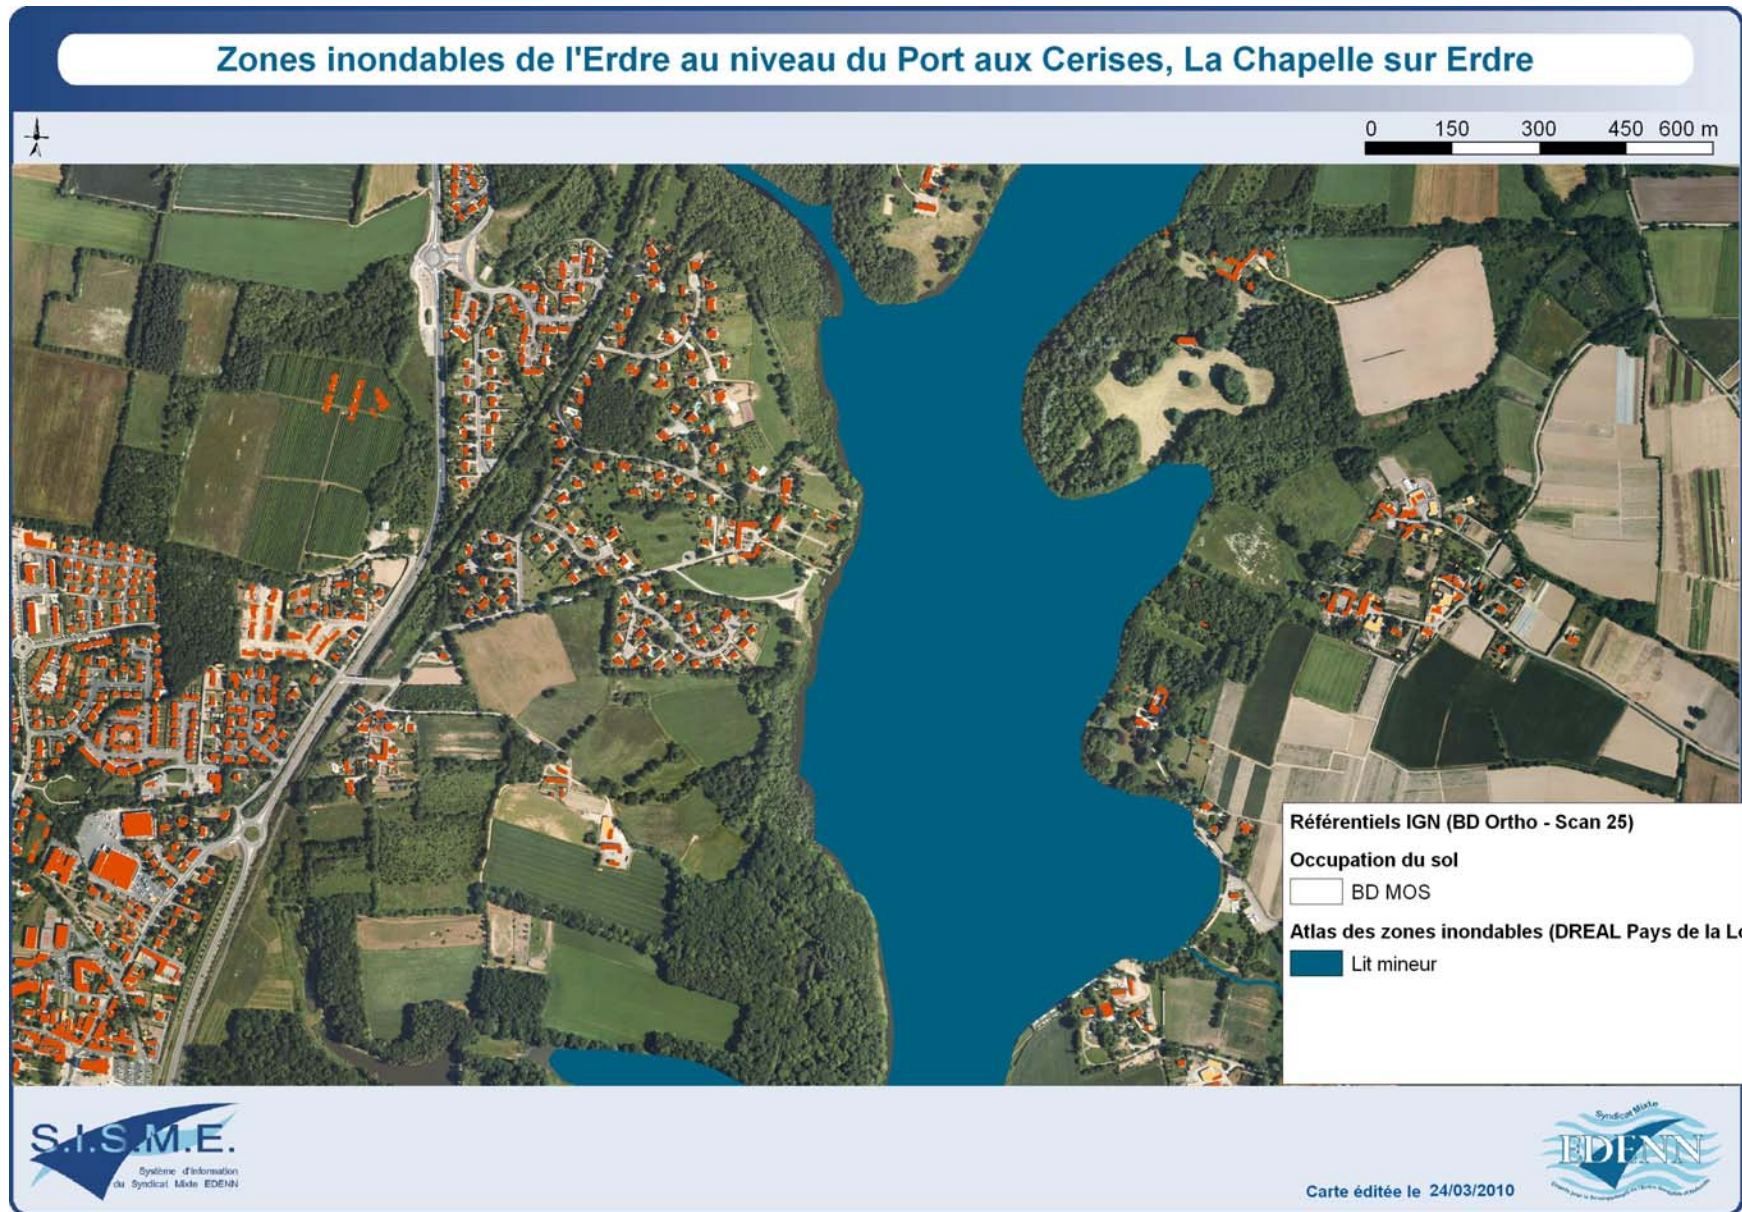 Zones inondables de l'Erdre au niveau du Port aux Cerises, La Chapelle sur Erdre
0 150 300 450 600 m
Référentiels IGN (BD Ortho - Scan 25)
Occupation du sol
BD MOS
Atlas des zones inondables (DREAL Pays de la Lo
Lit mineur
S.I.S.M.E.
Système d'Information
du Syndicat Mixte EDENN
Carte éditée le 24/03/2010
Syndicat Mixte
EDENN